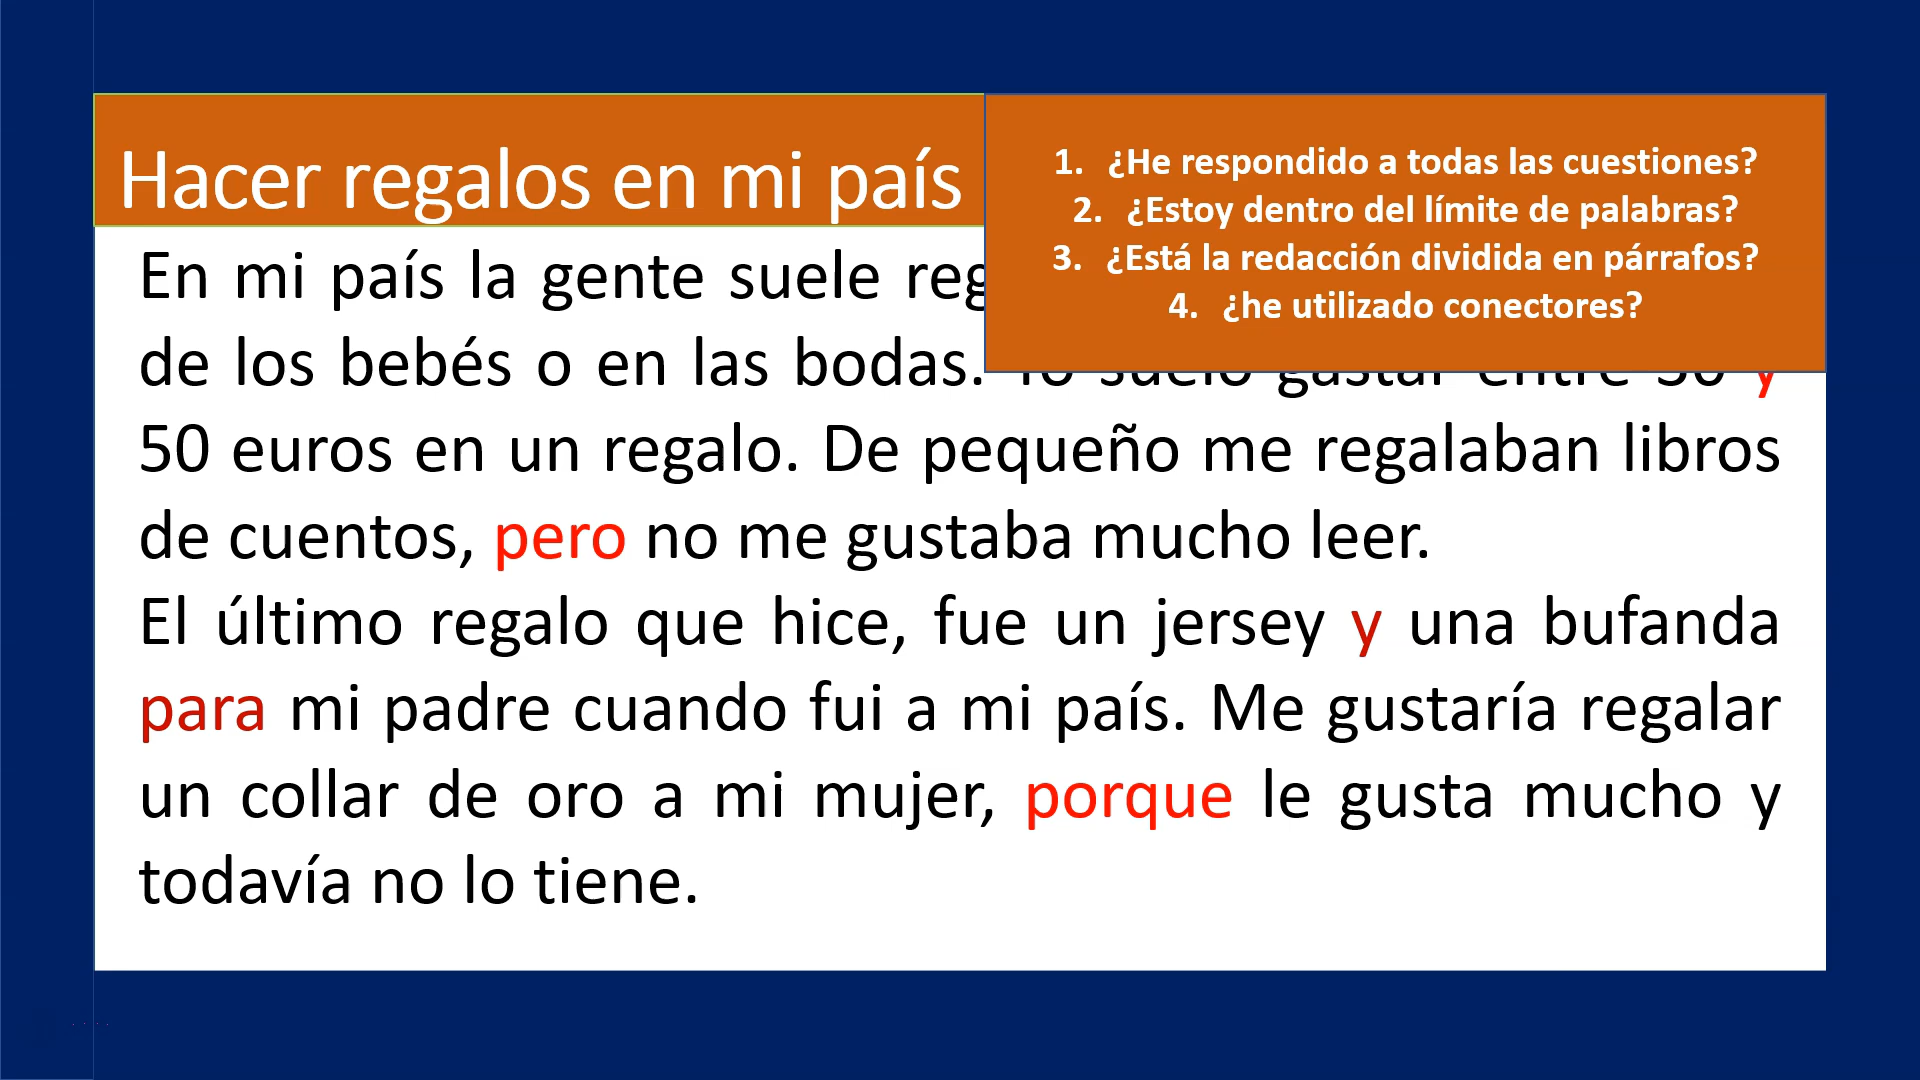 Hacer regalos en mi país
1. ¿He respondido a todas las cuestiones?
2. ¿Estoy dentro del límite de palabras?
3. ¿Está la redacción dividida en párrafos?
4. ¿he utilizado conectores?
En mi país la gente suele
de los bebés o en las bodas. Yo suelo gastar entre y
50 euros en un regalo. De pequeño me regalaban libros
de cuentos, pero no me gustaba mucho leer.
El último regalo que hice, fue un jersey y una bufanda
para mi padre cuando fui a mi país. Me gustaría regalar
un collar de oro a mi mujer, porque le gusta mucho y
todavía no lo tiene.